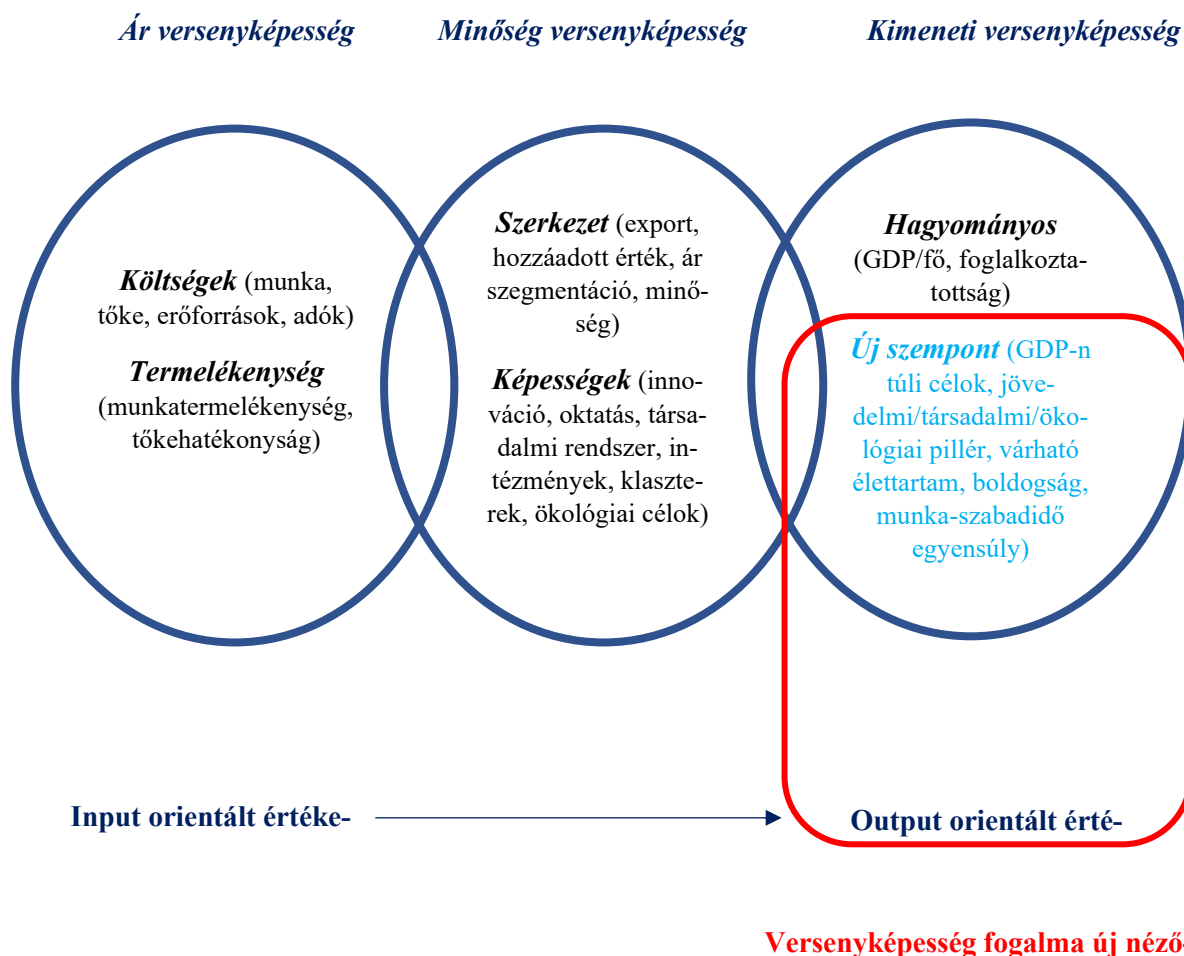 Ár versenyképesség
Minőség versenyképesség
Kimeneti versenyképesség
Költségek (munka,
tőke, erőforrások, adók)
Termelékenység
(munkatermelékenység,
tőkehatékonyság)
Szerkezet (export,
hozzáadott érték, ár
szegmentáció, minő-
ség)
Képességek (inno-
váció, oktatás, társa-
dalmi rendszer, in-
tézmények, klaszte-
rek, ökológiai célok)
Hagyományos
(GDP/fő, foglalkozta-
tottság)
Új szempont (GDP-n
túli célok, jöve-
delmi/társadalmi/öko-
lógiai pillér, várható
élettartam, boldogság,
munka-szabadidő
egyensúly)
Input orientált értéke-
Output orientált érté-
Versenyképesség fogalma új néző-